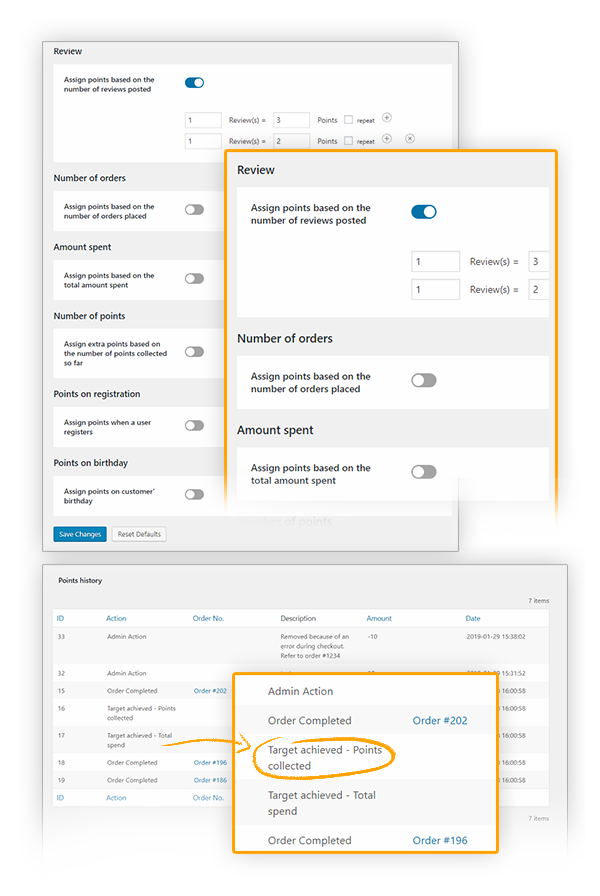 Review
Assign points based on the
number of reviews posted
1 Review(s) = 3 Points repeat
1 Review(s) = 2 Points repeat
Number of orders
Assign points based on the
number of orders placed
Amount spent
Assign points based on the
total amount spent
Number of points
Assign extra points based on
the number of points collected
so far
Points on registration
Assign points when a user
registers
Points on birthday
Assign points on customer'
birthday
Save Changes Reset Defaults
Review
Assign points based on the
number of reviews posted
1 Review(s) = 3
1 Review(s) = 2
Number of orders
Assign points based on the
number of orders placed
Amount spent
Assign points based on the
total amount spent
Number of points
Points history
7 items
ID Action Order No. Description Amount Date
33 Admin Action Removed because of an -10 2019-01-29 15:38:02
error during checkout.
Refer to order #1234
32 Admin Action 15:31:52
15 Order Completed Order #202 16:00:58
16 Target achieved - Points 16:00:58
collected
17 Target achieved - Total 16:00:58
spend
18 Order Completed Order #196 16:00:58
19 Order Completed Order #186 16:00:58
ID Action Order No.
7 items
Admin Action
Order Completed Order #202
Target achieved - Points
collected
Target achieved - Total
spend
Order Completed Order #196